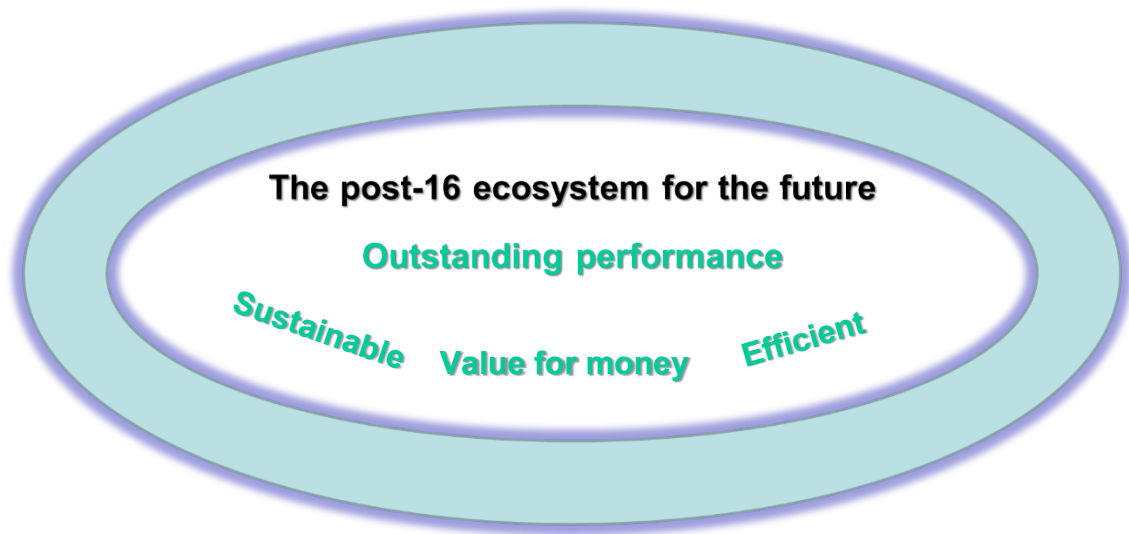 The post-16 ecosystem for the future
Outstanding performance
Sustainable
Value for money
Efficient